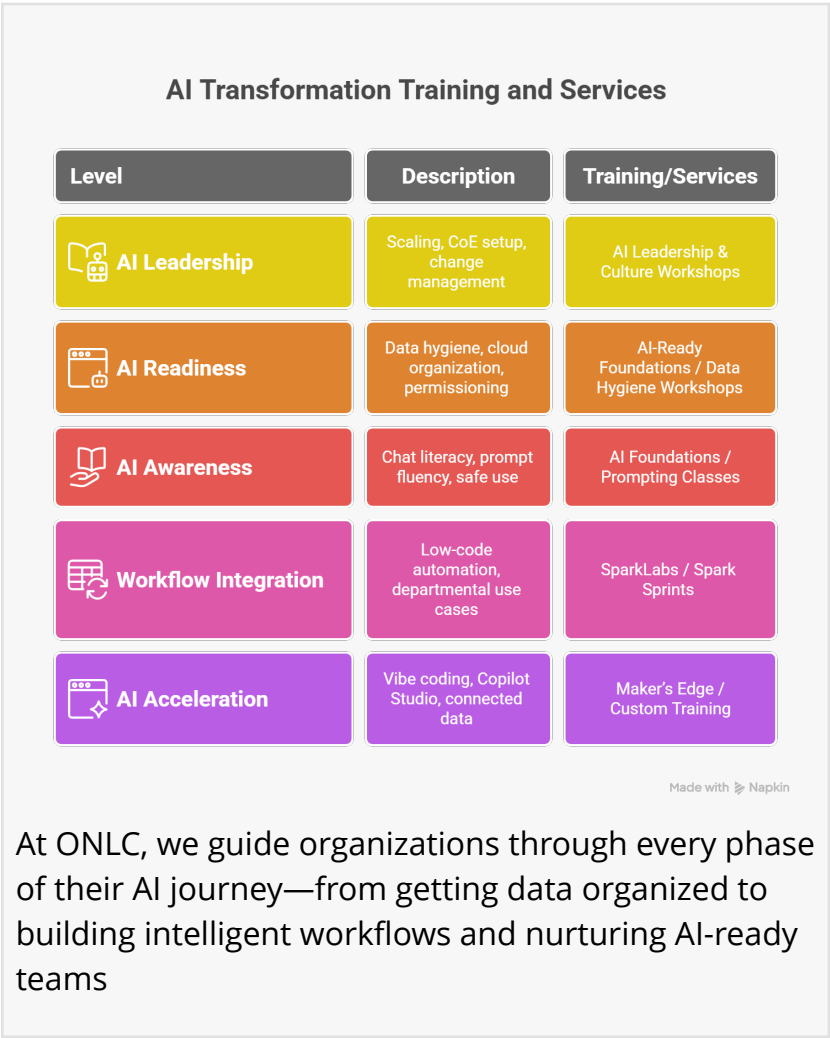 AI Transformation Training and Services
Level
Description
Training/Services
AI Leadership
Scaling, CoE setup,
change
management
AI Leadership &
Culture Workshops
AI Readiness
Data hygiene, cloud
organization,
permissioning
AI-Ready
Foundations / Data
Hygiene Workshops
AI Awareness
Chat literacy, prompt
fluency, safe use
AI Foundations /
Prompting Classes
Workflow Integration
Low-code
automation,
departmental use
cases
SparkLabs / Spark
Sprints
AI Acceleration
Vibe coding, Copilot
Studio, connected
data
Maker’s Edge /
Custom Training
Made with Napkin
At ONLC, we guide organizations through every phase
of their AI journey—from getting data organized to
building intelligent workflows and nurturing AI-ready
teams